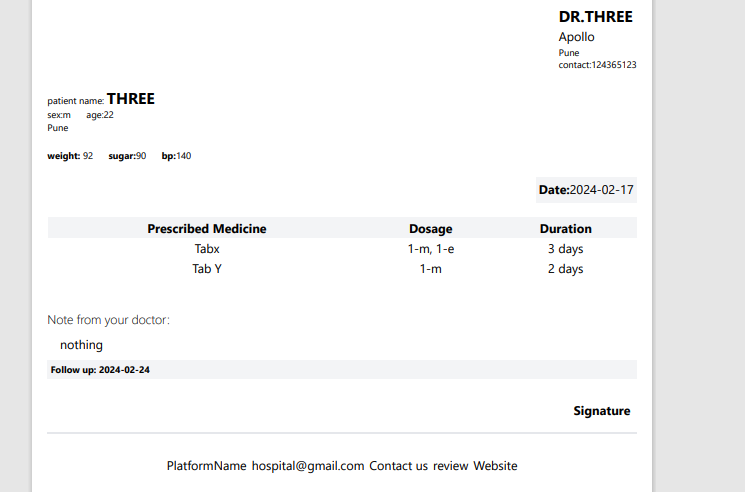 DR.THREE
Apollo
Pune
contact:124365123
patient name: THREE
sex:m age:22
Pune
weight: 92 sugar:90 bp:140
Date:2024-02-17
Prescribed Medicine Dosage Duration
Tabx 1-m, 1-e 3 days
Tab Y 1-m 2 days
Note from your doctor:
nothing
Follow up: 2024-02-24
Signature
PlatformName hospital@gmail.com Contact us review Website